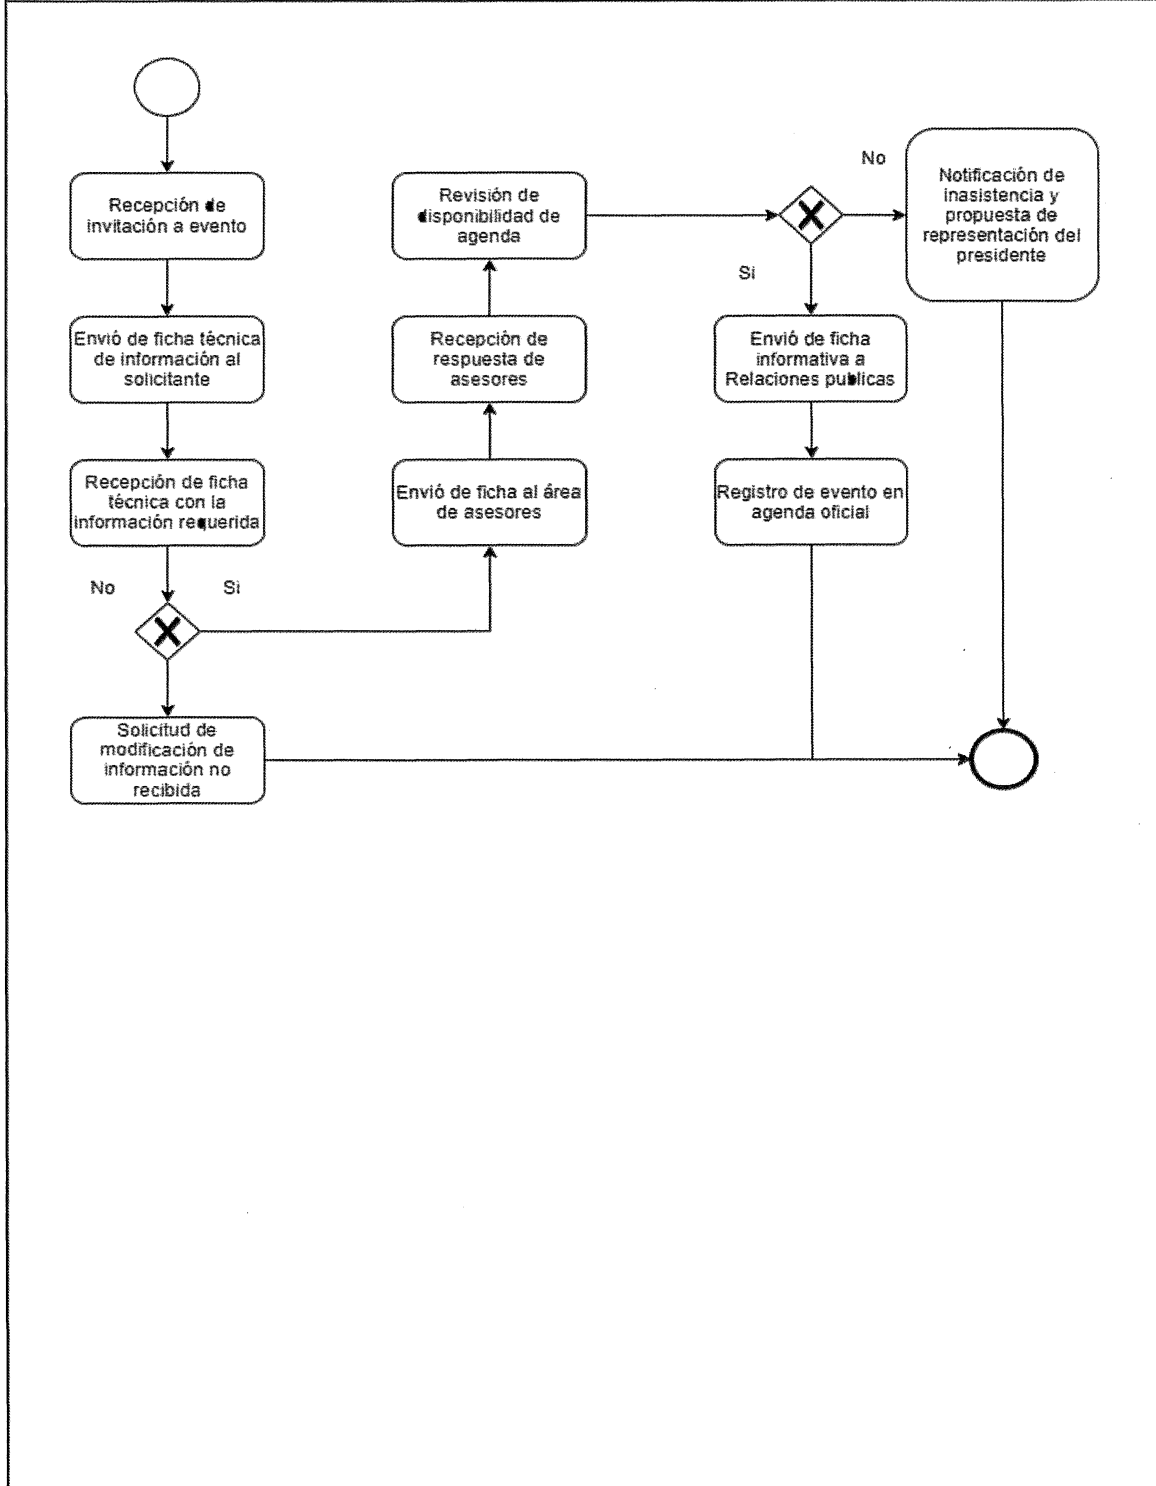 Recepción de
invitación a evento
Envió de ficha técnica
de información al
solicitante
Recepción de ficha
técnica con la
información requerida
No
Si
Solicitud de
modificación de
información no
recibida
Revisión de
disponibilidad de
agenda
Recepción de
respuesta de
asesores
Envió de ficha al área
de asesores
No
Si
Envió de ficha
informativa a
Relaciones publicas
Registro de evento en
agenda oficial
Notificación de
inasistencia y
propuesta de
representación del
presidente